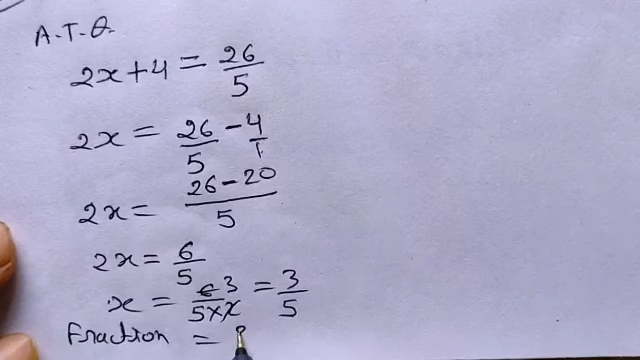 A.T.Q.
2x+4 = 26/5
2x = 26/5 - 4/1
2x = 26-20/5
2x = 6/5
x = 6 3/5×2 = 3/5
Fraction =